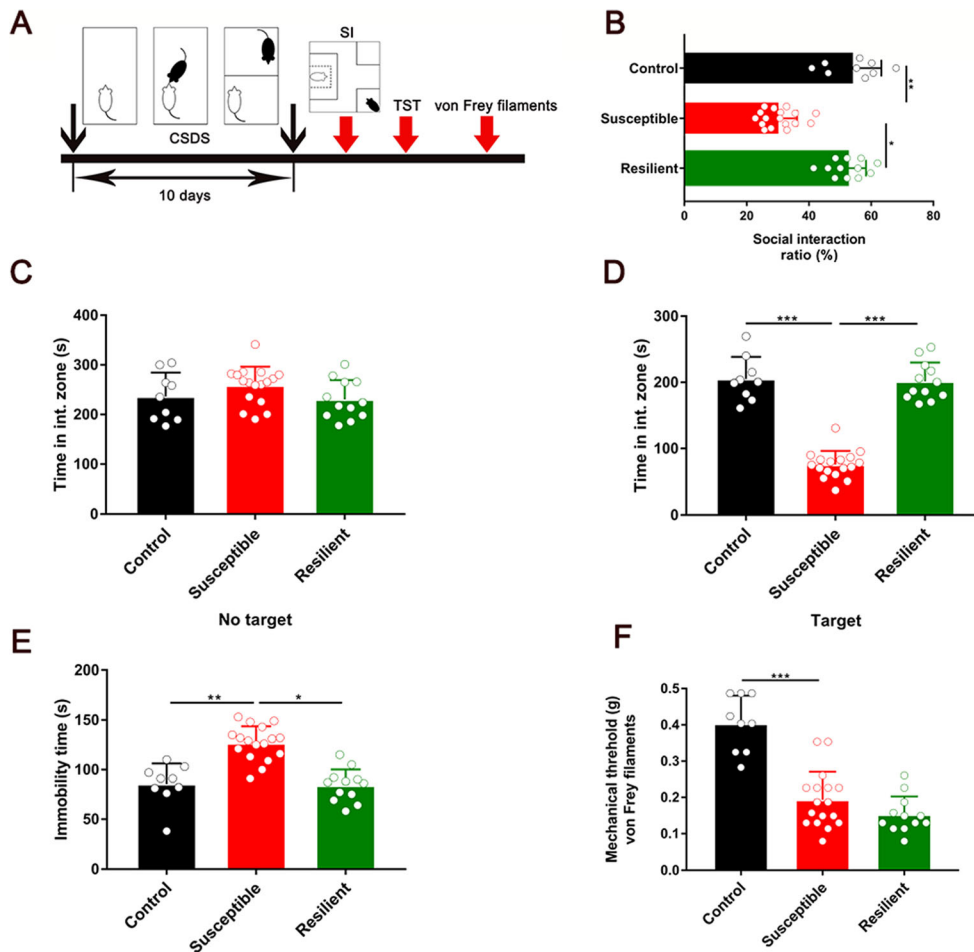 A
CSDS
10 days
SI
TST
von Frey filaments
B
Control
Susceptible
Resilient
**
*
0
20
40
60
80
Social interaction
ratio (%)
C
Time in int. zone (s)
400
300
200
100
0
Control
Susceptible
Resilient
No target
D
Time in int. zone (s)
300
200
100
0
***
***
Control
Susceptible
Resilient
Target
E
Immobility time (s)
200
150
100
50
0
**
*
Control
Susceptible
Resilient
F
Mechanical threhold (g)
von Frey filaments
0.5
0.4
0.3
0.2
0.1
0.0
***
Control
Susceptible
Resilient